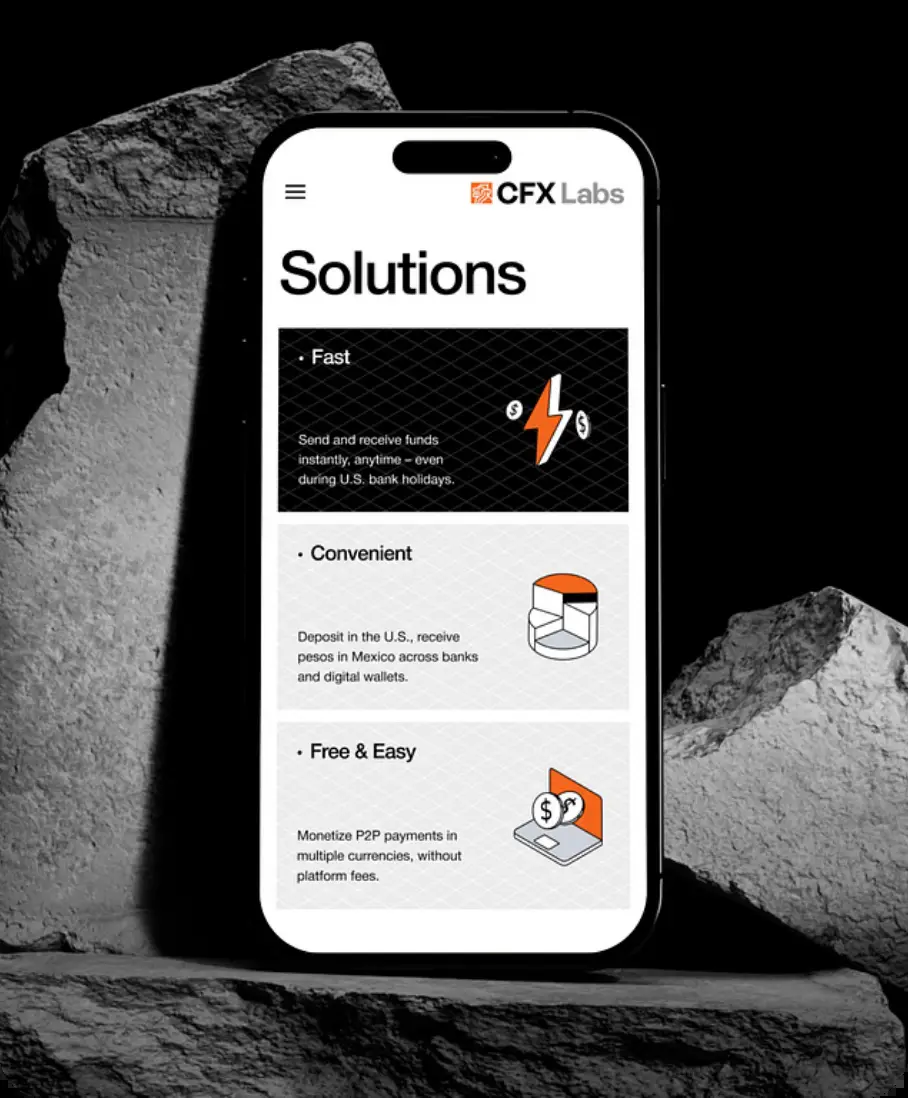 CFX Labs
Solutions
• Fast
Send and receive funds
instantly, anytime – even
during U.S. bank holidays.
• Convenient
Deposit in the U.S., receive
pesos in Mexico across banks
and digital wallets.
• Free & Easy
$
Monetize P2P payments in
multiple currencies, without
platform fees.